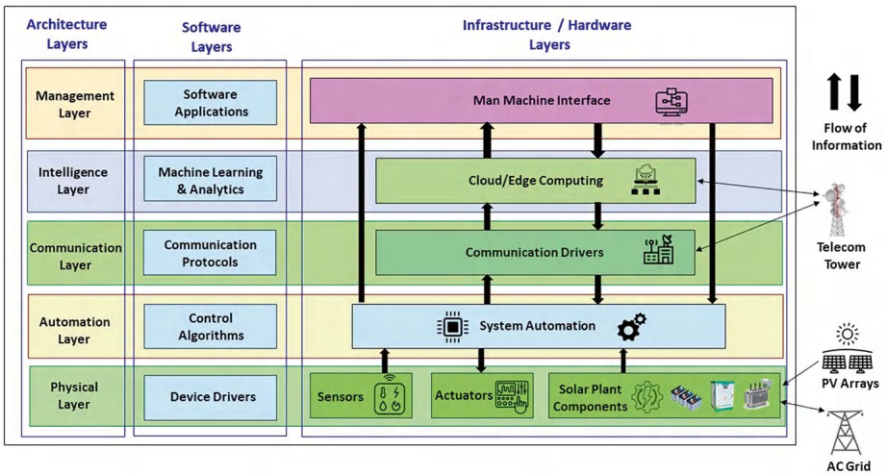 Architecture
Layers
Software
Layers
Infrastructure / Hardware
Layers
Management
Layer
Software
Applications
Man Machine Interface
Intelligence
Layer
Machine Learning
& Analytics
Cloud/Edge Computing
Communication
Layer
Communication
Protocols
Communication Drivers
Automation
Layer
Control
Algorithms
System Automation
Physical
Layer
Device Drivers
Sensors
Actuators
Solar Plant
Components
Flow of
Information
Telecom
Tower
PV Arrays
AC Grid